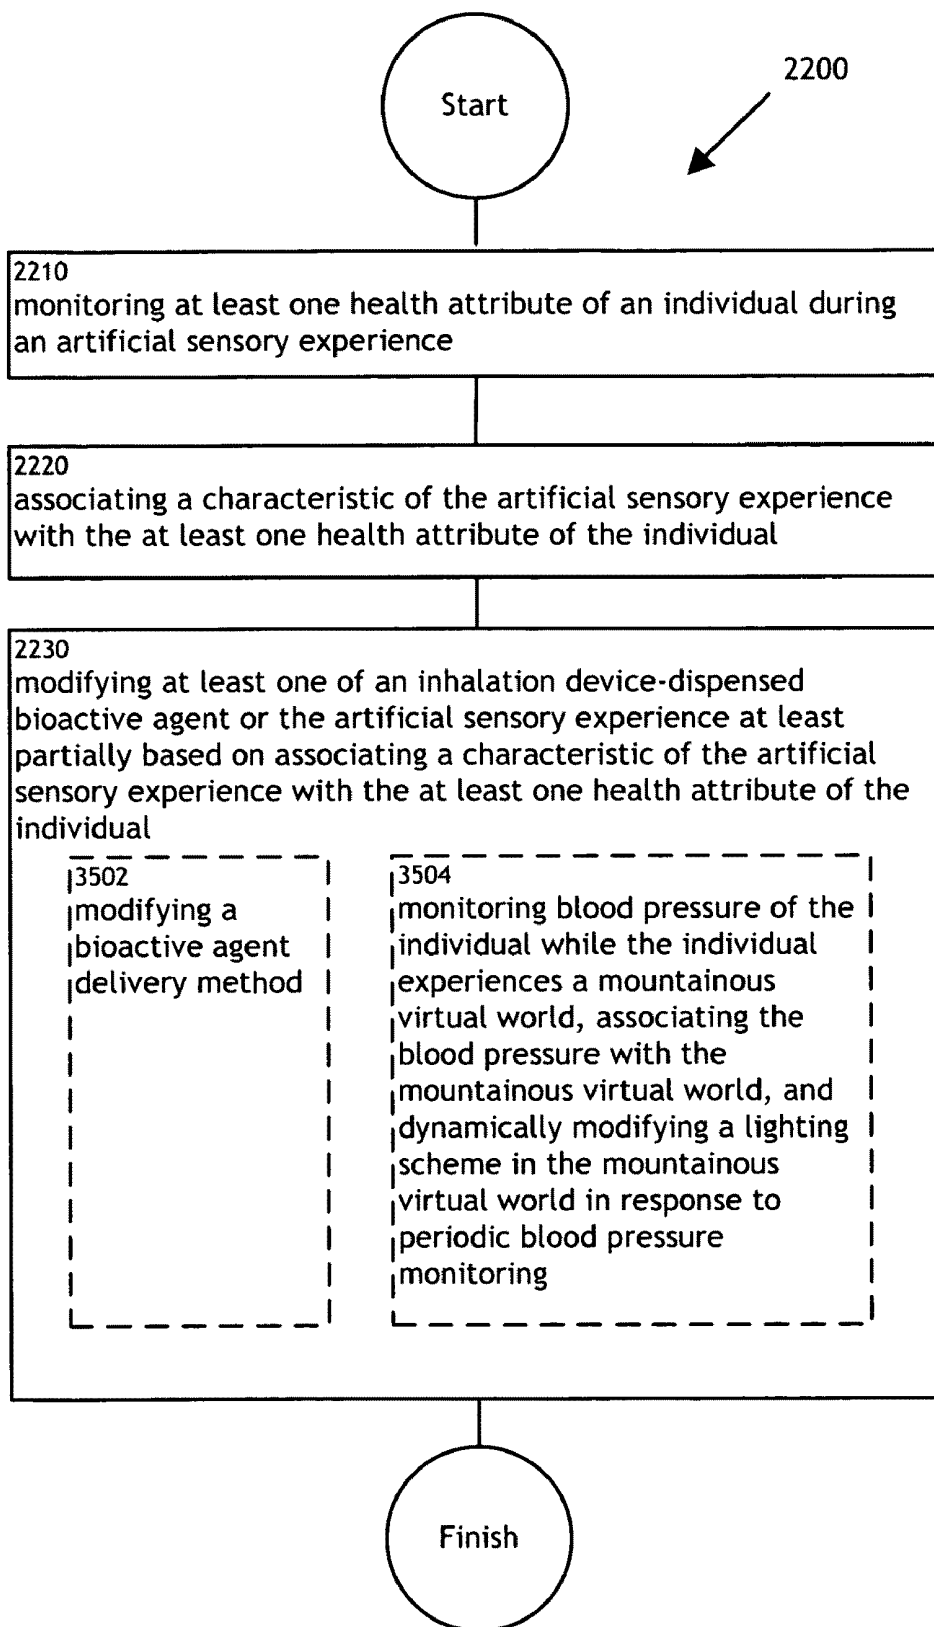 Start
2200
2210
monitoring at least one health attribute of an individual during
an artificial sensory experience
2220
associating a characteristic of the artificial sensory experience
with the at least one health attribute of the individual
2230
modifying at least one of an inhalation device-dispensed
bioactive agent or the artificial sensory experience at least
partially based on associating a characteristic of the artificial
sensory experience with the at least one health attribute of the
individual
3502
modifying a
bioactive agent
delivery method
3504
monitoring blood pressure of the
individual while the individual
experiences a mountainous
virtual world, associating the
blood pressure with the
mountainous virtual world, and
dynamically modifying a lighting
scheme in the mountainous
virtual world in response to
periodic blood pressure
monitoring
Finish